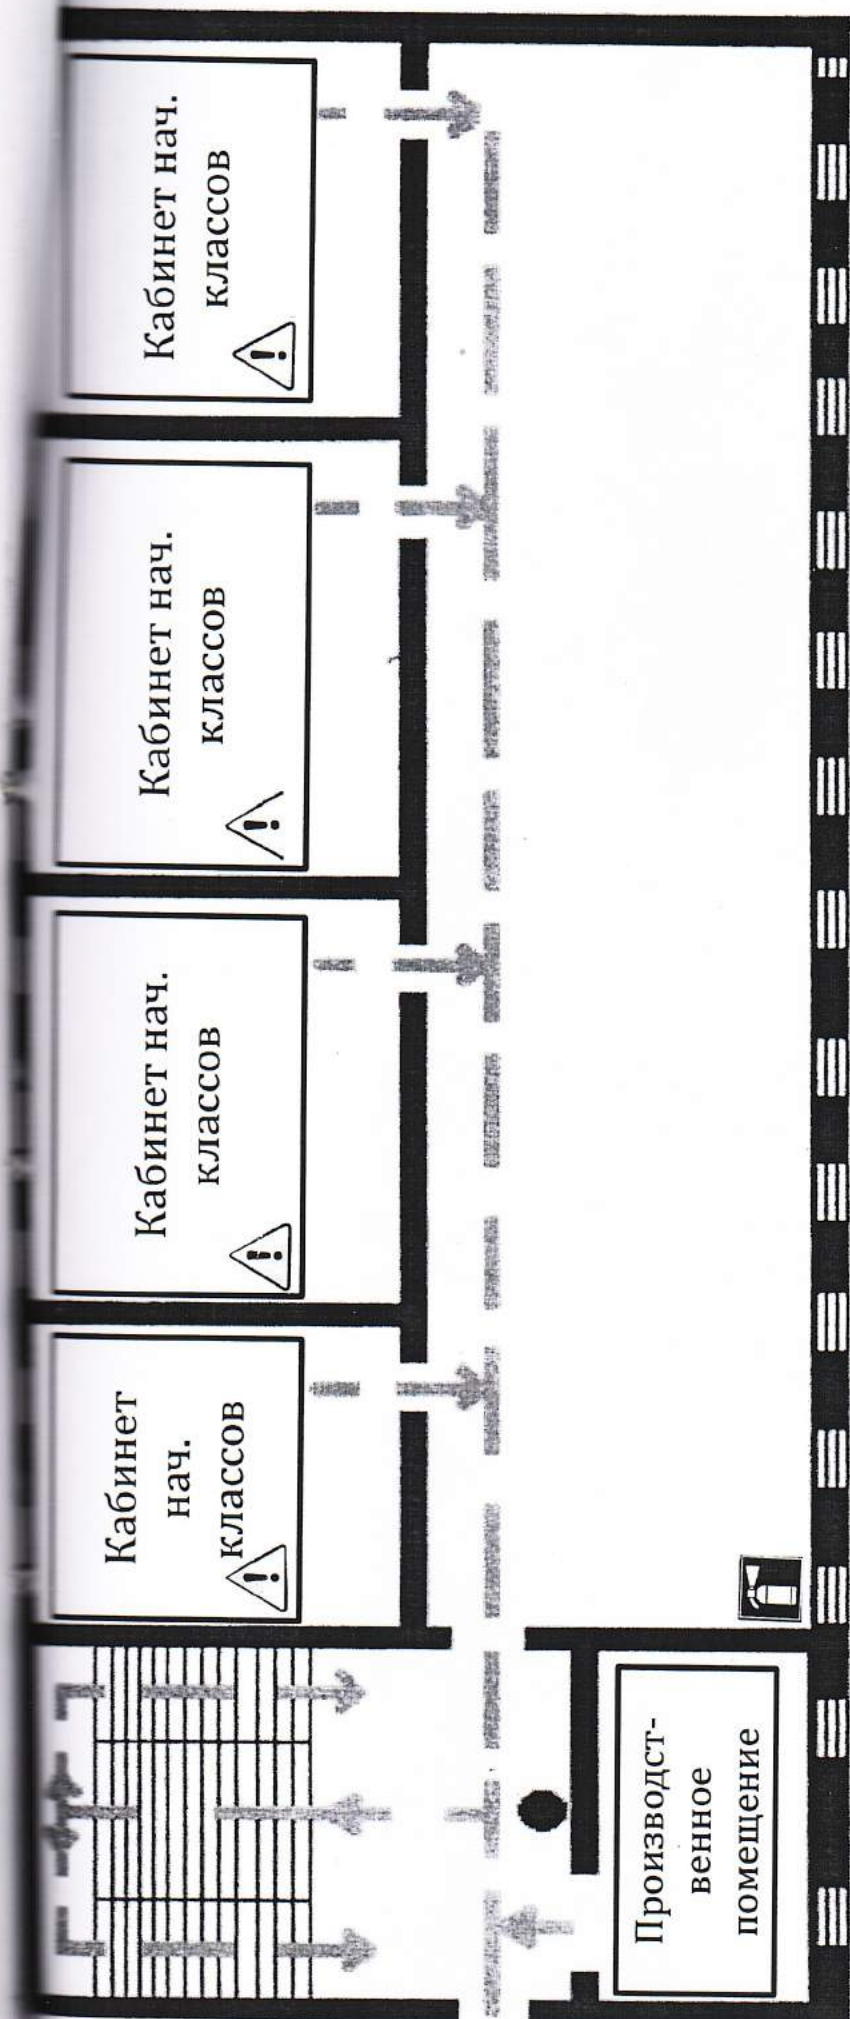 Кабинет
нач.
классов
Кабинет нач.
классов
Кабинет нач.
классов
Кабинет нач.
классов
Производст-
венное
помещение